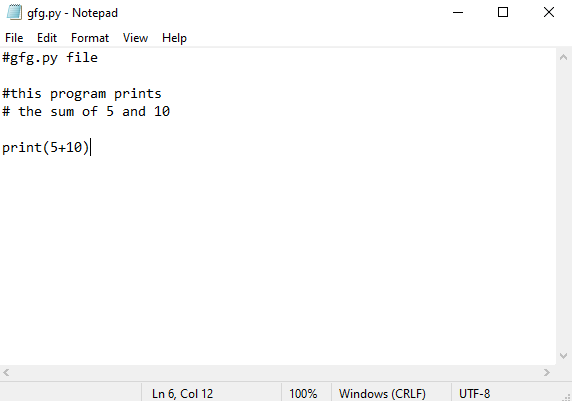 gfg.py - Notepad
File Edit Format View Help
#gfg.py file
#this program prints
# the sum of 5 and 10
print(5+10)
Ln 6, Col 12 100% Windows (CRLF) UTF-8